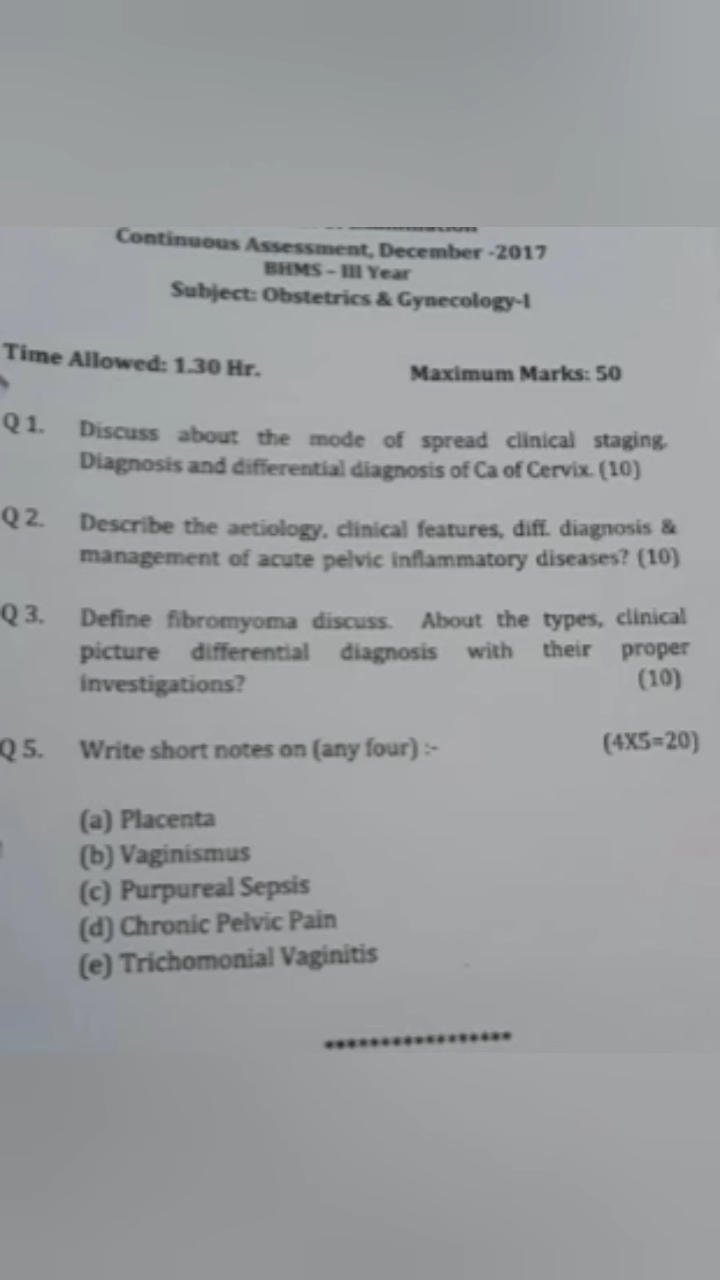 Continuous Assessment, December -2017
BHMS - III Year
Subject: Obstetrics & Gynecology-I
Time Allowed: 1.30 Hr.
Maximum Marks: 50
Q 1. Discuss about the mode of spread clinical staging.
Diagnosis and differential diagnosis of Ca of Cervix. (10)
Q 2. Describe the aetiology, clinical features, diff. diagnosis &
management of acute pelvic inflammatory diseases? (10)
Q 3. Define fibromyoma discuss. About the types, clinical
picture differential diagnosis with their proper
investigations? (10)
Q 5. Write short notes on (any four) :- (4X5=20)
(a) Placenta
(b) Vaginismus
(c) Purpureal Sepsis
(d) Chronic Pelvic Pain
(e) Trichomonial Vaginitis
*****************